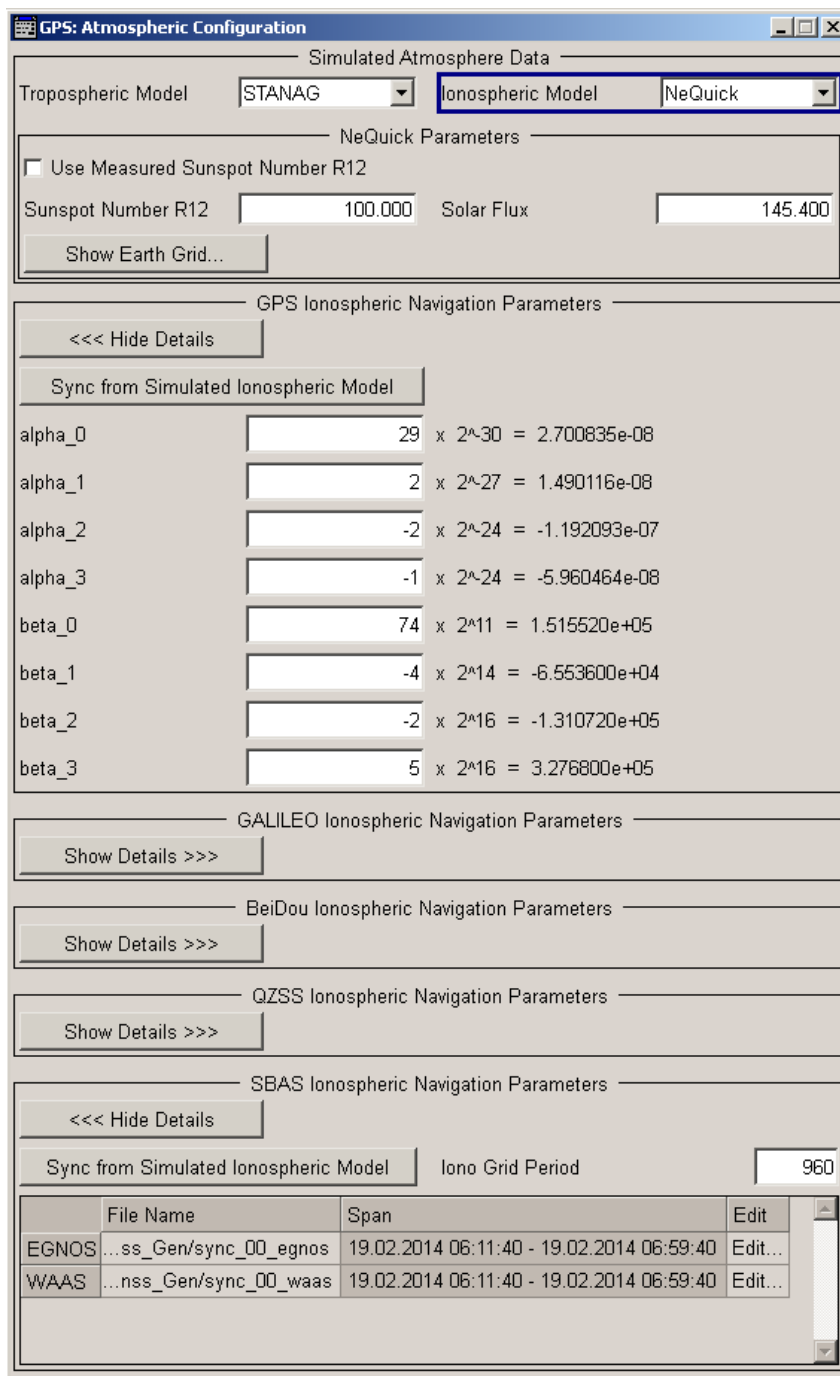 GPS: Atmospheric Configuration
Simulated Atmosphere Data
Tropospheric Model STANAG Ionospheric Model NeQuick
NeQuick Parameters
Use Measured Sunspot Number R12
Sunspot Number R12 100.000 Solar Flux 145.400
Show Earth Grid...
GPS Ionospheric Navigation Parameters
<<< Hide Details
Sync from Simulated Ionospheric Model
alpha_0 29 x 2^-30 = 2.700835e-08
alpha_1 2 x 2^-27 = 1.490116e-08
alpha_2 -2 x 2^-24 = -1.192093e-07
alpha_3 -1 x 2^-24 = -5.960464e-08
beta_0 74 x 2^11 = 1.515520e+05
beta_1 -4 x 2^14 = -6.553600e+04
beta_2 -2 x 2^16 = -1.310720e+05
beta_3 5 x 2^16 = 3.276800e+05
GALILEO Ionospheric Navigation Parameters
Show Details >>>
BeiDou Ionospheric Navigation Parameters
Show Details >>>
QZSS Ionospheric Navigation Parameters
Show Details >>>
SBAS Ionospheric Navigation Parameters
<<< Hide Details
Sync from Simulated Ionospheric Model Iono Grid Period 960
File Name Span Edit
EGNOS ...ss_Gen/sync_00_egnos 19.02.2014 06:11:40 - 19.02.2014 06:59:40 Edit...
WAAS ...nss_Gen/sync_00_waas 19.02.2014 06:11:40 - 19.02.2014 06:59:40 Edit...